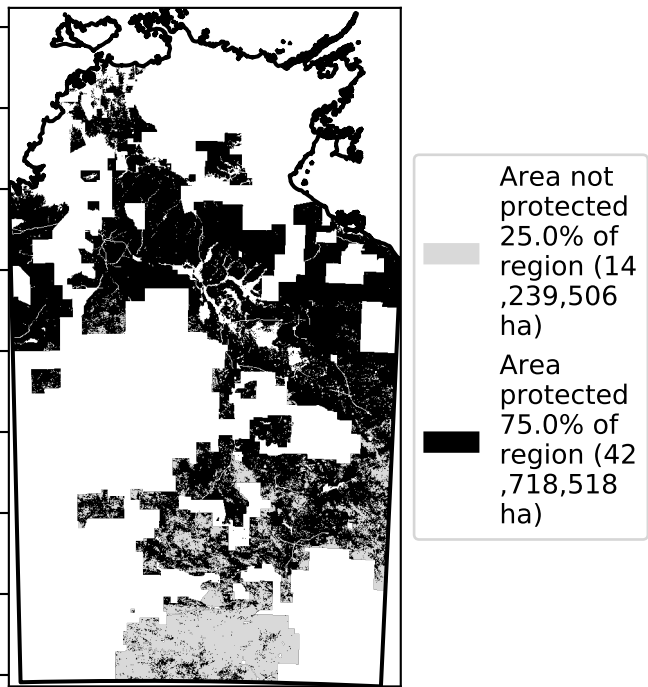 Area not
protected
25.0% of
region (14
,239,506
ha)
Area
protected
75.0% of
region (42
,718,518
ha)